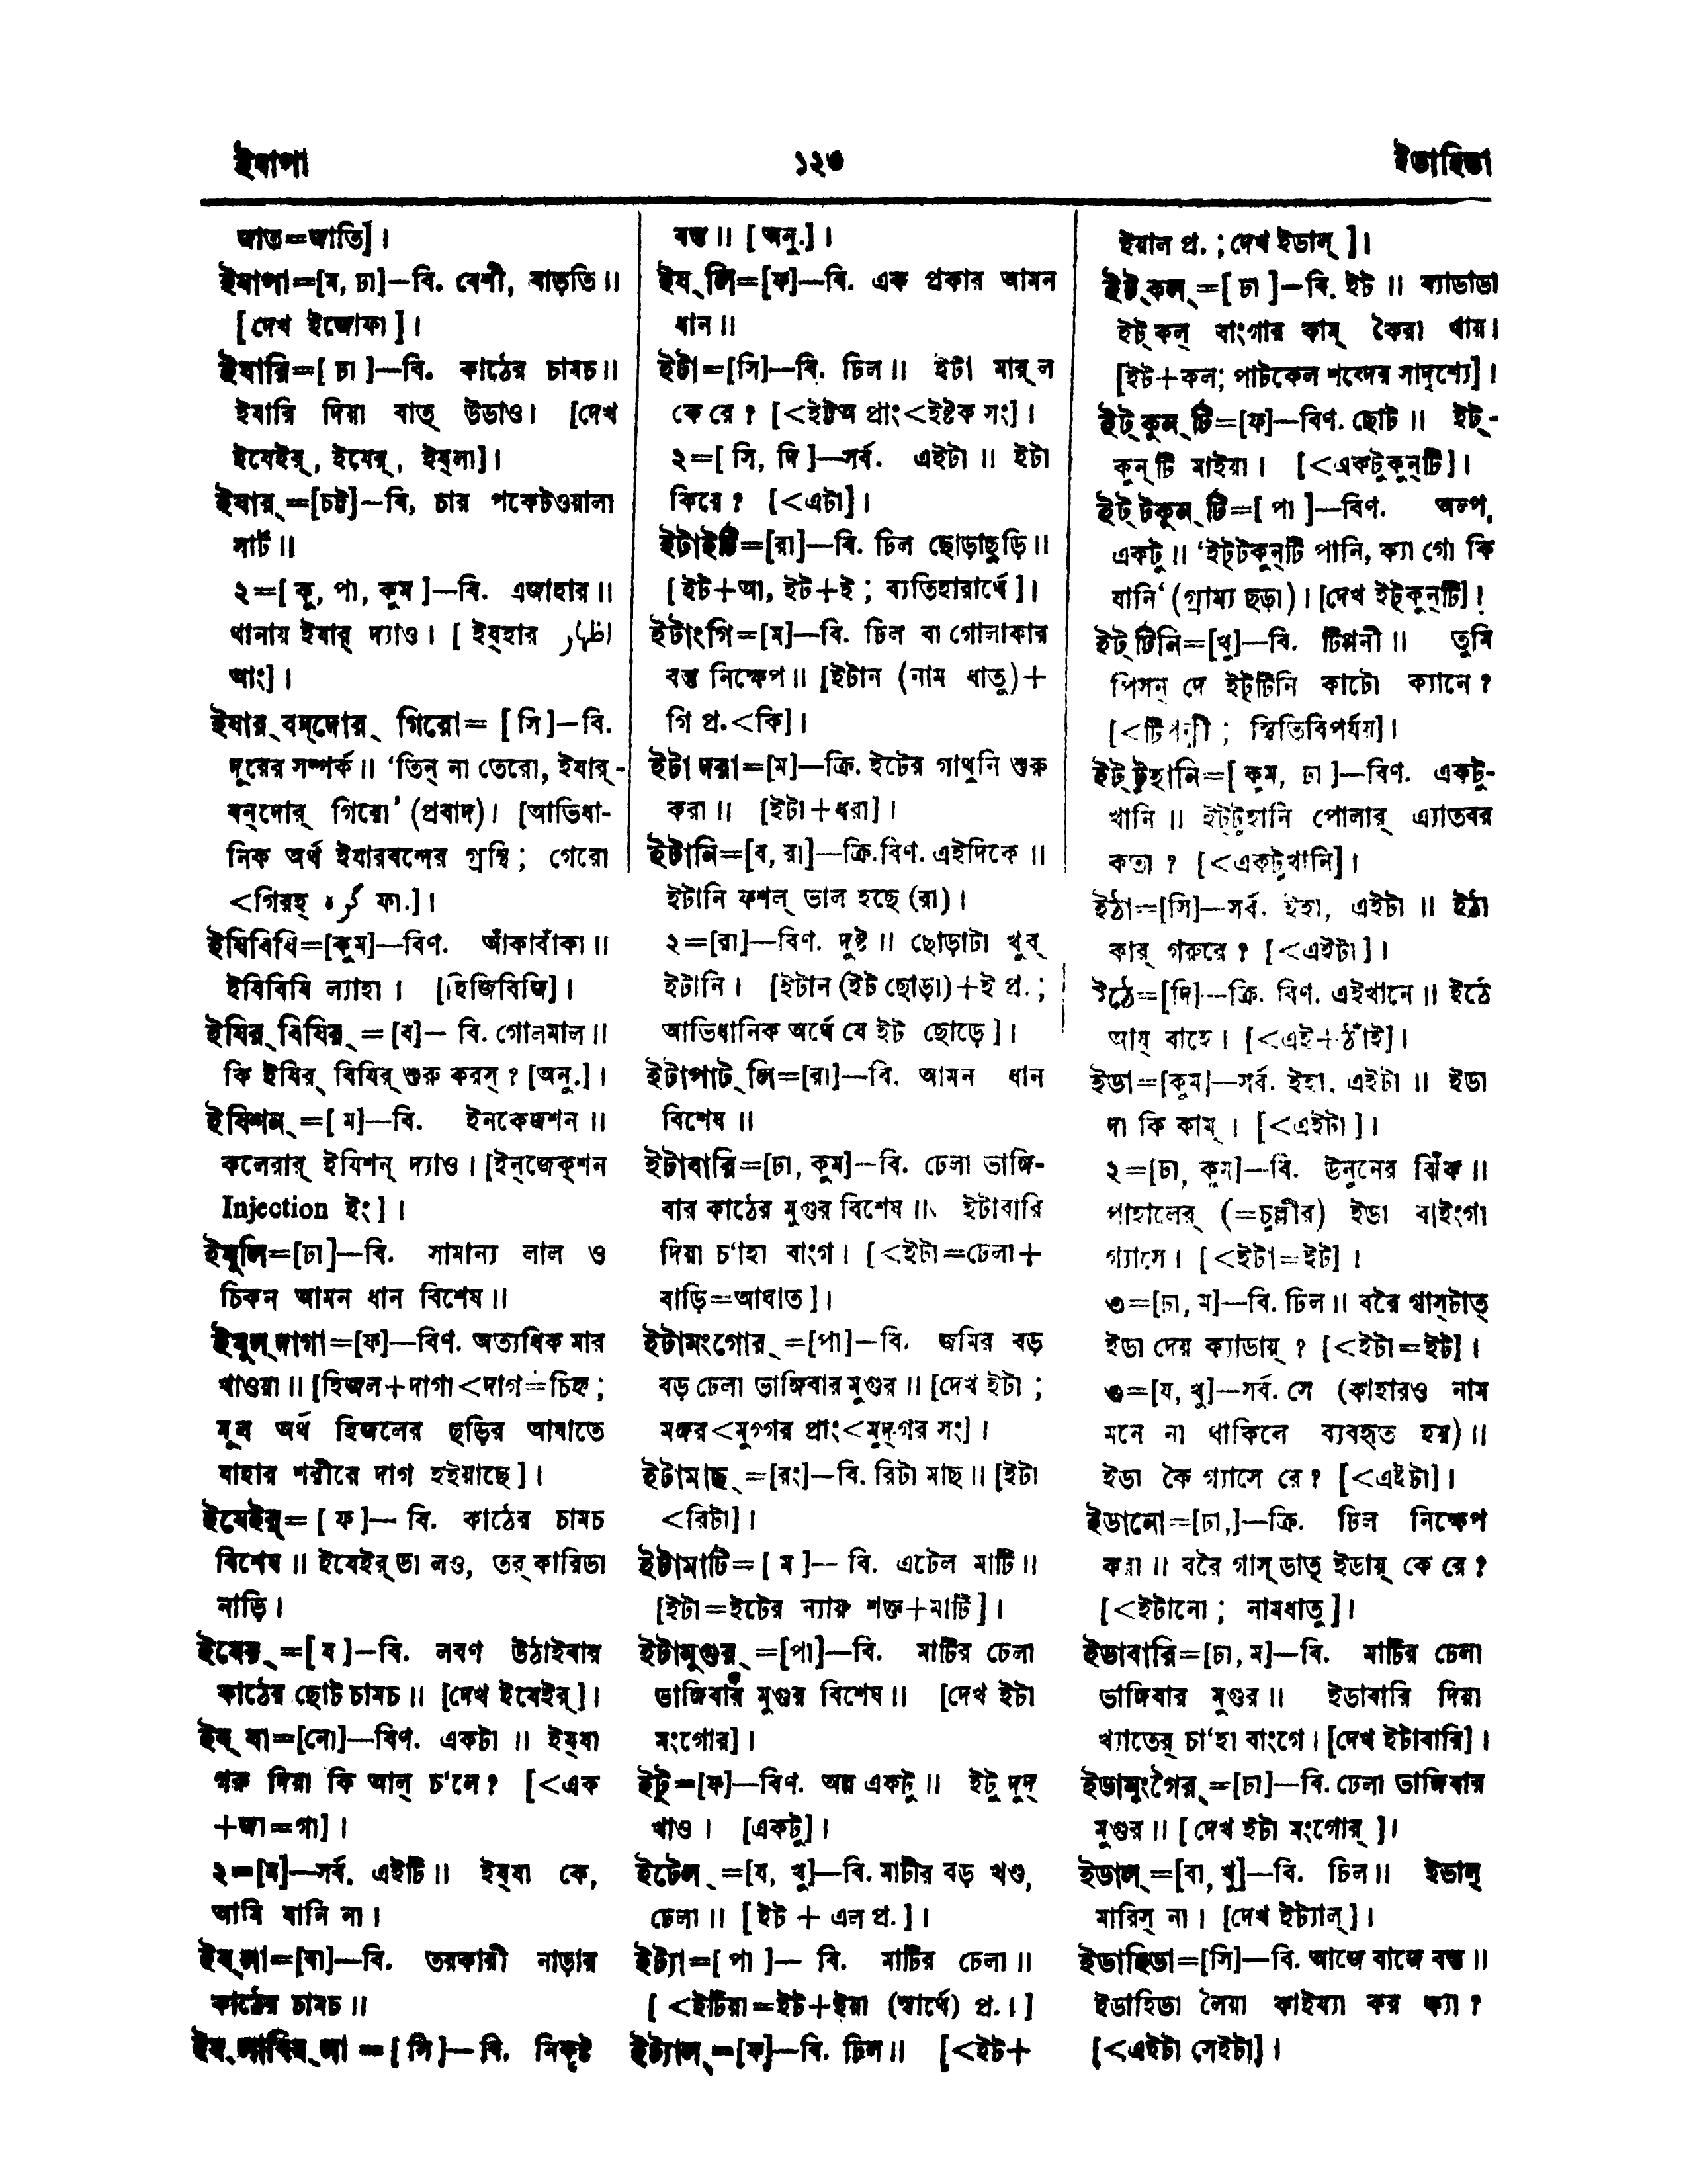 ইযাপা ১২৩ ইডাহিডা
জাত=জাতি]।
ইযাপা=[ম, ঢা]—বি. বেশী, বাড়তি॥
[দেখ ইজোফা]।
ইযারি=[ ঢা ]—বি. কাঠের চামচ॥
ইযারি দিয়া বাত্ উডাও। [দেখ
ইযেইর্, ইযের্, ইয্‌লা]।
ইযার্=[চট্ট]—বি, চার পকেটওয়ালা
সার্ট॥
২=[ কু, পা, কুম ]—বি. এজাহার॥
থানায় ইযার্ দ্যাও। [ ইয্‌হার اظہار
আং]।
ইযার্ বন্‌দোর্ গিরো= [ সি ]—বি.
দূরের সম্পর্ক॥ ‘তিন্ না তেরো, ইযার্-
বন্‌দোর্ গিরো’ (প্রবাদ)। [আভিধা-
নিক অর্থ ইযারবন্দের গ্রন্থি; গেরো
<গিরহ্ گره ফা.]।
ইযিবিযি=[কুম]—বিণ. আঁকাবাঁকা॥
ইযিবিযি ল্যাহা। [হিজিবিজি]।
ইযির্ বিযির্ = [ব]— বি. গোলমাল॥
কি ইযির্ বিযির্ শুরু করস্? [অনু.]।
ইযিশন্ =[ ম]—বি. ইনকেজশন॥
কলেরার্ ইযিশন্ দ্যাও। [ইন্‌জেক্‌শন
Injection ইং]।
ইযুলি=[ঢা]—বি. সামান্য লাল ও
চিকন আমন ধান বিশেষ॥
ইযুল্ দাগা=[ফ]—বিণ. অত্যধিক মার
খাওয়া॥ [হিজল+দাগা<দাগ=চিহ্ন;
মূল অর্থ হিজলের ছড়ির আঘাতে
যাহার শরীরে দাগ হইয়াছে]।
ইযেইর্= [ ফ ]— বি. কাঠের চামচ
বিশেষ॥ ইযেইর্ ডা লও, তর্ কারিডা
নাড়ি।
ইযের্ =[ য ]—বি. লবণ উঠাইবার
কাঠের ছোট চামচ॥ [দেখ ইযেইর্]।
ইয্ যা=[নো]—বিণ. একটা॥ ইয্‌যা
গরু দিয়া কি আল্ চ'লে? [<এক
+জা=গা]।
২=[ম]—সর্ব. এইটি॥ ইয্‌যা কে,
আমি যানি না।
ইয্ লা=[বা]—বি. তরকারী নাড়ার
কাঠের চামচ॥
ইয্ লাবিয্ লা =[ সি ]— বি. নিকৃষ্ট
বস্তু॥ [ অনু.]।
ইয্ লি=[ফ]—বি. এক প্রকার আমন
ধান॥
ইটা=[সি]—বি. ঢিল॥ ইটা মার্ ল
কে রে? [<ইট্টঅ প্রাং<ইষ্টক সং]।
২=[ সি, দি ]—সর্ব. এইটা॥ ইটা
কিরে? [<এটা]।
ইটাইটি=[রা]—বি. ঢিল ছোড়াছুড়ি॥
[ ইট+আ, ইট+ই; ব্যতিহারার্থে]।
ইটাংগি=[ম]—বি. ঢিল বা গোলাকার
বস্তু নিক্ষেপ॥ [ইটান (নাম ধাতু)+
গি প্র.<কি]।
ইটা দরা=[ম]—ক্রি. ইটের গাথুনি শুরু
করা॥ [ইটা+ধরা]।
ইটানি=[ব, রা]—ক্রি.বিণ. এইদিকে॥
ইটানি ফশল্ ভাল হছে (রা)।
২=[রা]—বিণ. দুষ্ট॥ ছোড়াটা খুব্
ইটানি। [ইটান (ইট ছোড়া)+ই প্র.;
আভিধানিক অর্থে যে ইট ছোড়ে]।
ইটাপাট্ লি=[রা]—বি. আমন ধান
বিশেষ॥
ইটাবারি=[ঢা, কুম]—বি. ঢেলা ভাঙ্গি-
বার কাঠের মুগুর বিশেষ॥ ইটাবারি
দিয়া চ'াহা বাংগ। [<ইটা=ঢেলা+
বাড়ি=আঘাত]।
ইটামংগোর্ =[পা]—বি. জমির বড়
বড় ঢেলা ভাঙ্গিবার মুগুর॥ [দেখ ইটা;
মঙ্গর<মুগ্গর প্রাং<মুদ্‌গর সং]।
ইটামাছ্ =[রং]—বি. রিটা মাছ॥ [ইটা
<রিটা]।
ইটামাটি=[ ম ]— বি. এটেল মাটি॥
[ইটা=ইটের ন্যায় শক্ত+মাটি]।
ইটামুগুর্ =[পা]—বি. মাটির ঢেলা
ভাঙ্গিবার মুগুর বিশেষ॥ [দেখ ইটা
মংগোর]।
ইটু=[ফ]—বিণ. অল্প একটু॥ ইটু দুদ্
খাও। [একটু]।
ইটেল্ =[য, খু]—বি. মাটীর বড় খণ্ড,
ঢেলা॥ [ ইট + এল প্র.]।
ইট্যা=[ পা ]— বি. মাটির ঢেলা॥
[ <ইটিয়া=ইট+ইয়া (স্বার্থে) প্র.।]
ইট্যাল্=[ফ]—বি. ঢিল॥ [<ইট+
ইয়াল প্র.; দেখ ইডাল্ ]।
ইট্ কল্ =[ ঢা ]—বি. ইট॥ ব্যাডাডা
ইট্ কল্ বাংগার কাম্ কৈরা খায়।
[ইট+কল; পাটকেল শব্দের সাদৃশ্যে]।
ইট্ কুন্ টি=[ফ]—বিণ. ছোট॥ ইট্-
কুন্ টি মাইয়া। [<একটুকুন্‌টি]।
ইট্ টকুন্ টি=[ পা ]—বিণ. অল্প,
একটু॥ ‘ইট্‌টকুন্‌টি পানি, ক্যা গো কি
যানি‘ (গ্রাম্য ছড়া)। [দেখ ইট্‌কুন্‌টি]।
ইট্ টিনি=[খু]—বি. টিপ্পনী॥ তুমি
পিসন্ দে ইট্‌টিনি কাটো ক্যানে?
[<টিপ্পনী; স্থিতিবিপর্যয়]।
ইট্ টুহানি=[ কুম, ঢা ]—বিণ. একটু-
খানি॥ ইট্‌টুহানি পোলার্ এ্যাতবর
কতা? [<একটুখানি]।
ইঠা=[সি]—সর্ব. ইহা, এইটা॥ ইঠা
কার্ গরুরে? [<এইটা]।
ইঠে=[দি]—ক্রি. বিণ. এইখানে॥ ইঠে
আয্ বাহে। [<এই+ঠাঁই]।
ইডা=[কুম]—সর্ব. ইহা. এইটা॥ ইডা
দা কি কাম্। [<এইটা]।
২=[ঢা, কুম]—বি. উনুনের ঝিঁক॥
পাহালের্ (=চুল্লীর) ইডা বাইংগা
গ্যাসে। [<ইটা=ইট]।
৩=[ঢা, ম]—বি. ঢিল॥ বরৈ গাস্‌টাত্
ইডা দেয় ক্যাডায়্? [<ইটা=ইট]।
৩=[য, খু]—সর্ব. সে (কাহারও নাম
মনে না থাকিলে ব্যবহৃত হয়)॥
ইডা কৈ গ্যাসে রে? [<এইটা]।
ইডানো=[ঢা,]—ক্রি. ঢিল নিক্ষেপ
করা॥ বরৈ গাস্ ডাত্ ইডায়্ কে রে?
[<ইটানো; নামধাতু]।
ইডাবারি=[ঢা, ম]—বি. মাটির ঢেলা
ভাঙ্গিবার মুগুর॥ ইডাবারি দিয়া
খ্যাতের্ চা'হা বাংগে। [দেখ ইটাবারি]।
ইডামুংগৈর্ =[ঢা]—বি. ঢেলা ভাঙ্গিবার
মুগুর॥ [ দেখ ইটা মংগোর্ ]।
ইডাল্ =[বা, খু]—বি. ঢিল॥ ইডাল্
মারিস্ না। [দেখ ইট্যাল্]।
ইডাহিডা=[সি]—বি. আজে বাজে বস্তু॥
ইডাহিডা লৈয়া কাইয্যা কর ক্যা?
[<এইটা সেইটা]।